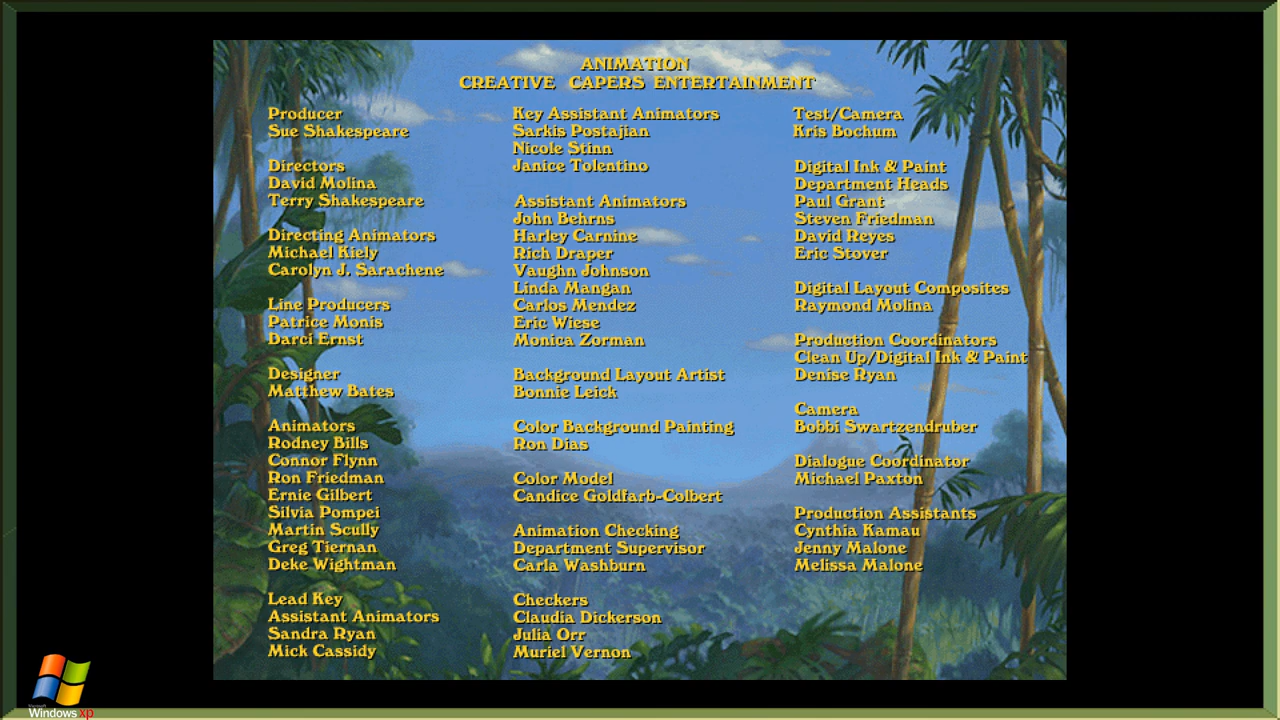 ANIMATION
CREATIVE CAPERS ENTERTAINMENT
Producer
Sue Shakespeare
Directors
David Molina
Terry Shakespeare
Directing Animators
Michael Kiely
Carolyn J. Sarachene
Line Producers
Patrice Monis
Darci Ernst
Designer
Matthew Bates
Animators
Rodney Bills
Connor Flynn
Ron Friedman
Ernie Gilbert
Silvia Pompei
Martin Scully
Greg Tiernan
Deke Wightman
Lead Key
Assistant Animators
Sandra Ryan
Mick Cassidy
Key Assistant Animators
Sarkis Postajian
Nicole Stinn
Janice Tolentino
Assistant Animators
John Behrns
Harley Carnine
Rich Draper
Vaughn Johnson
Linda Mangan
Carlos Mendez
Eric Wiese
Monica Zorman
Background Layout Artist
Bonnie Leick
Color Background Painting
Ron Dias
Color Model
Candice Goldfarb-Colbert
Animation Checking
Department Supervisor
Carla Washburn
Checkers
Claudia Dickerson
Julia Orr
Muriel Vernon
Test/Camera
Kris Bochum
Digital Ink & Paint
Department Heads
Paul Grant
Steven Friedman
David Reyes
Eric Stover
Digital Layout Composites
Raymond Molina
Production Coordinators
Clean Up/Digital Ink & Paint
Denise Ryan
Camera
Bobbi Swartzendruber
Dialogue Coordinator
Michael Paxton
Production Assistants
Cynthia Kamau
Jenny Malone
Melissa Malone
Microsoft
Windows xp